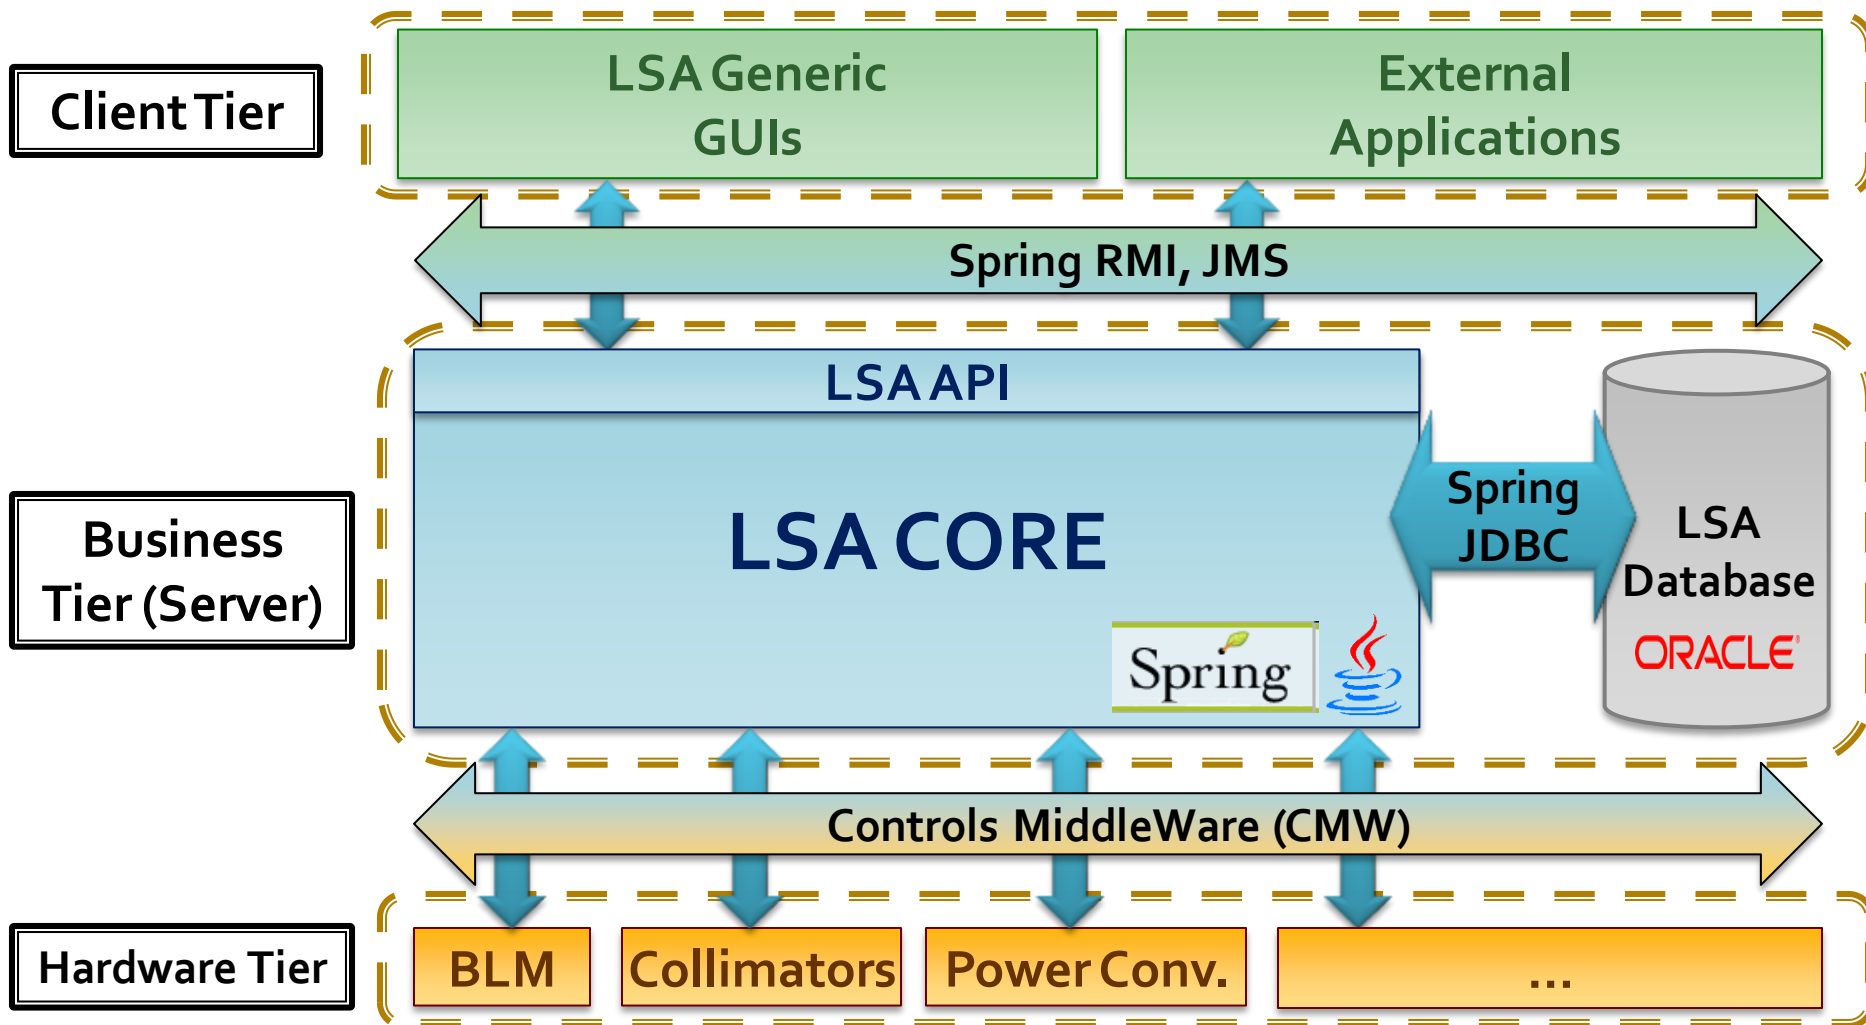 Client Tier
LSA Generic
GUIs
External
Applications
Spring RMI, JMS
Business
Tier (Server)
LSA API
LSA CORE
Spring
Spring
JDBC
LSA
Database
ORACLE
Controls MiddleWare (CMW)
Hardware Tier
BLM
Collimators
Power Conv.
...